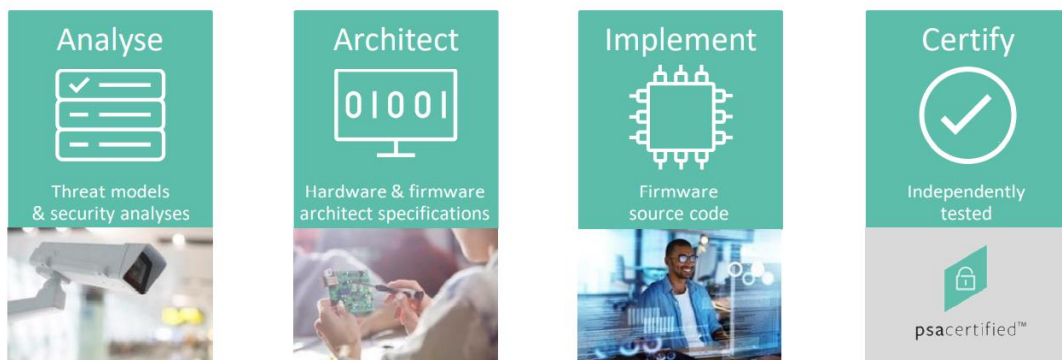 Analyse
Threat models
& security analyses
Architect
01001
Hardware & firmware
architect specifications
Implement
Firmware
source code
Certify
Independently
tested
psacertified™